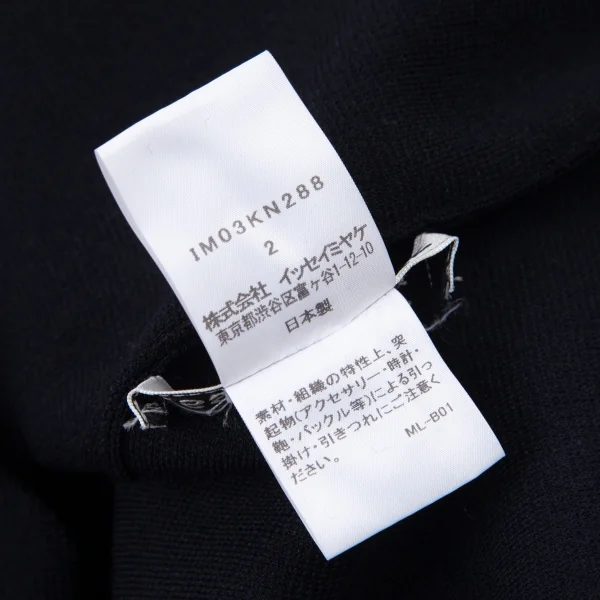 IM03KN288
2
株式会社 イッセイミヤケ
東京都渋谷区富ヶ谷1-12-10
日本製
素材・組織の特性上、突
起物(アクセサリー・時計・
鞄・バックル等)による引っ
掛け・引きつれにご注意く
ださい。
ML-B01